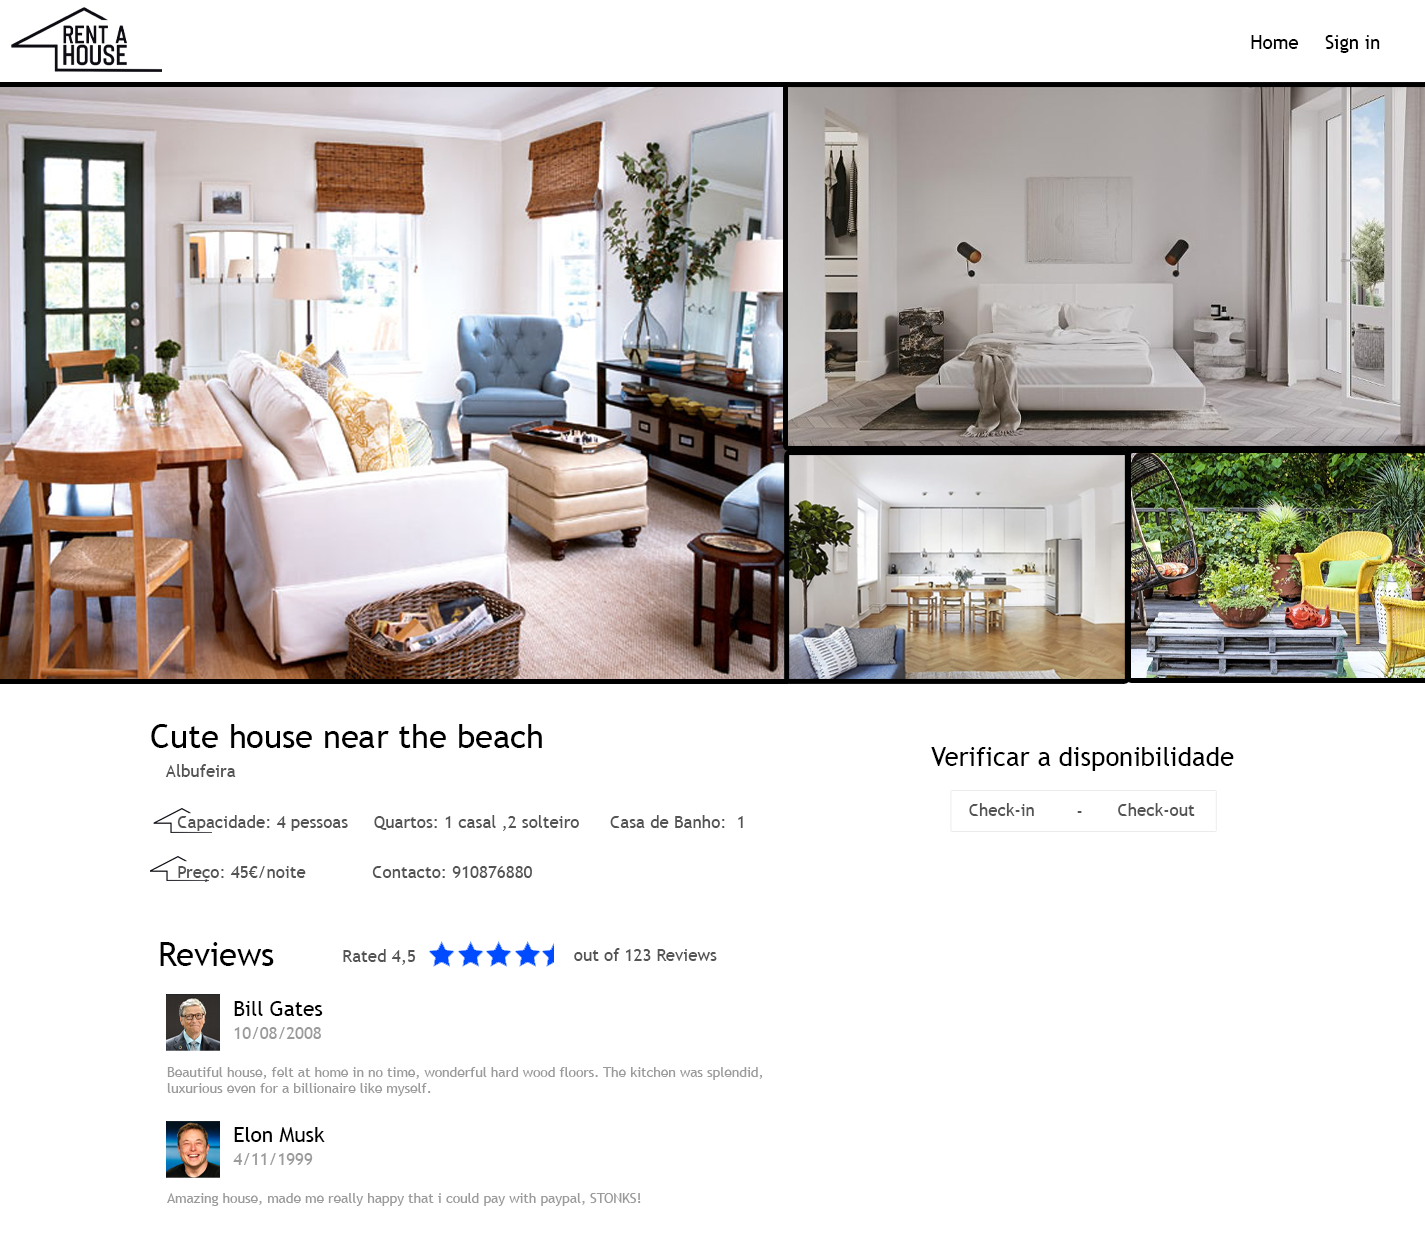 RENT A
HOUSE
Home Sign in
Cute house near the beach
Albufeira
Capacidade: 4 pessoas Quartos: 1 casal ,2 solteiro Casa de Banho: 1
Preço: 45€/noite Contacto: 910876880
Verificar a disponibilidade
Check-in - Check-out
Reviews Rated 4,5 out of 123 Reviews
Bill Gates
10/08/2008
Beautiful house, felt at home in no time, wonderful hard wood floors. The kitchen was splendid,
luxurious even for a billionaire like myself.
Elon Musk
4/11/1999
Amazing house, made me really happy that i could pay with paypal, STONKS!